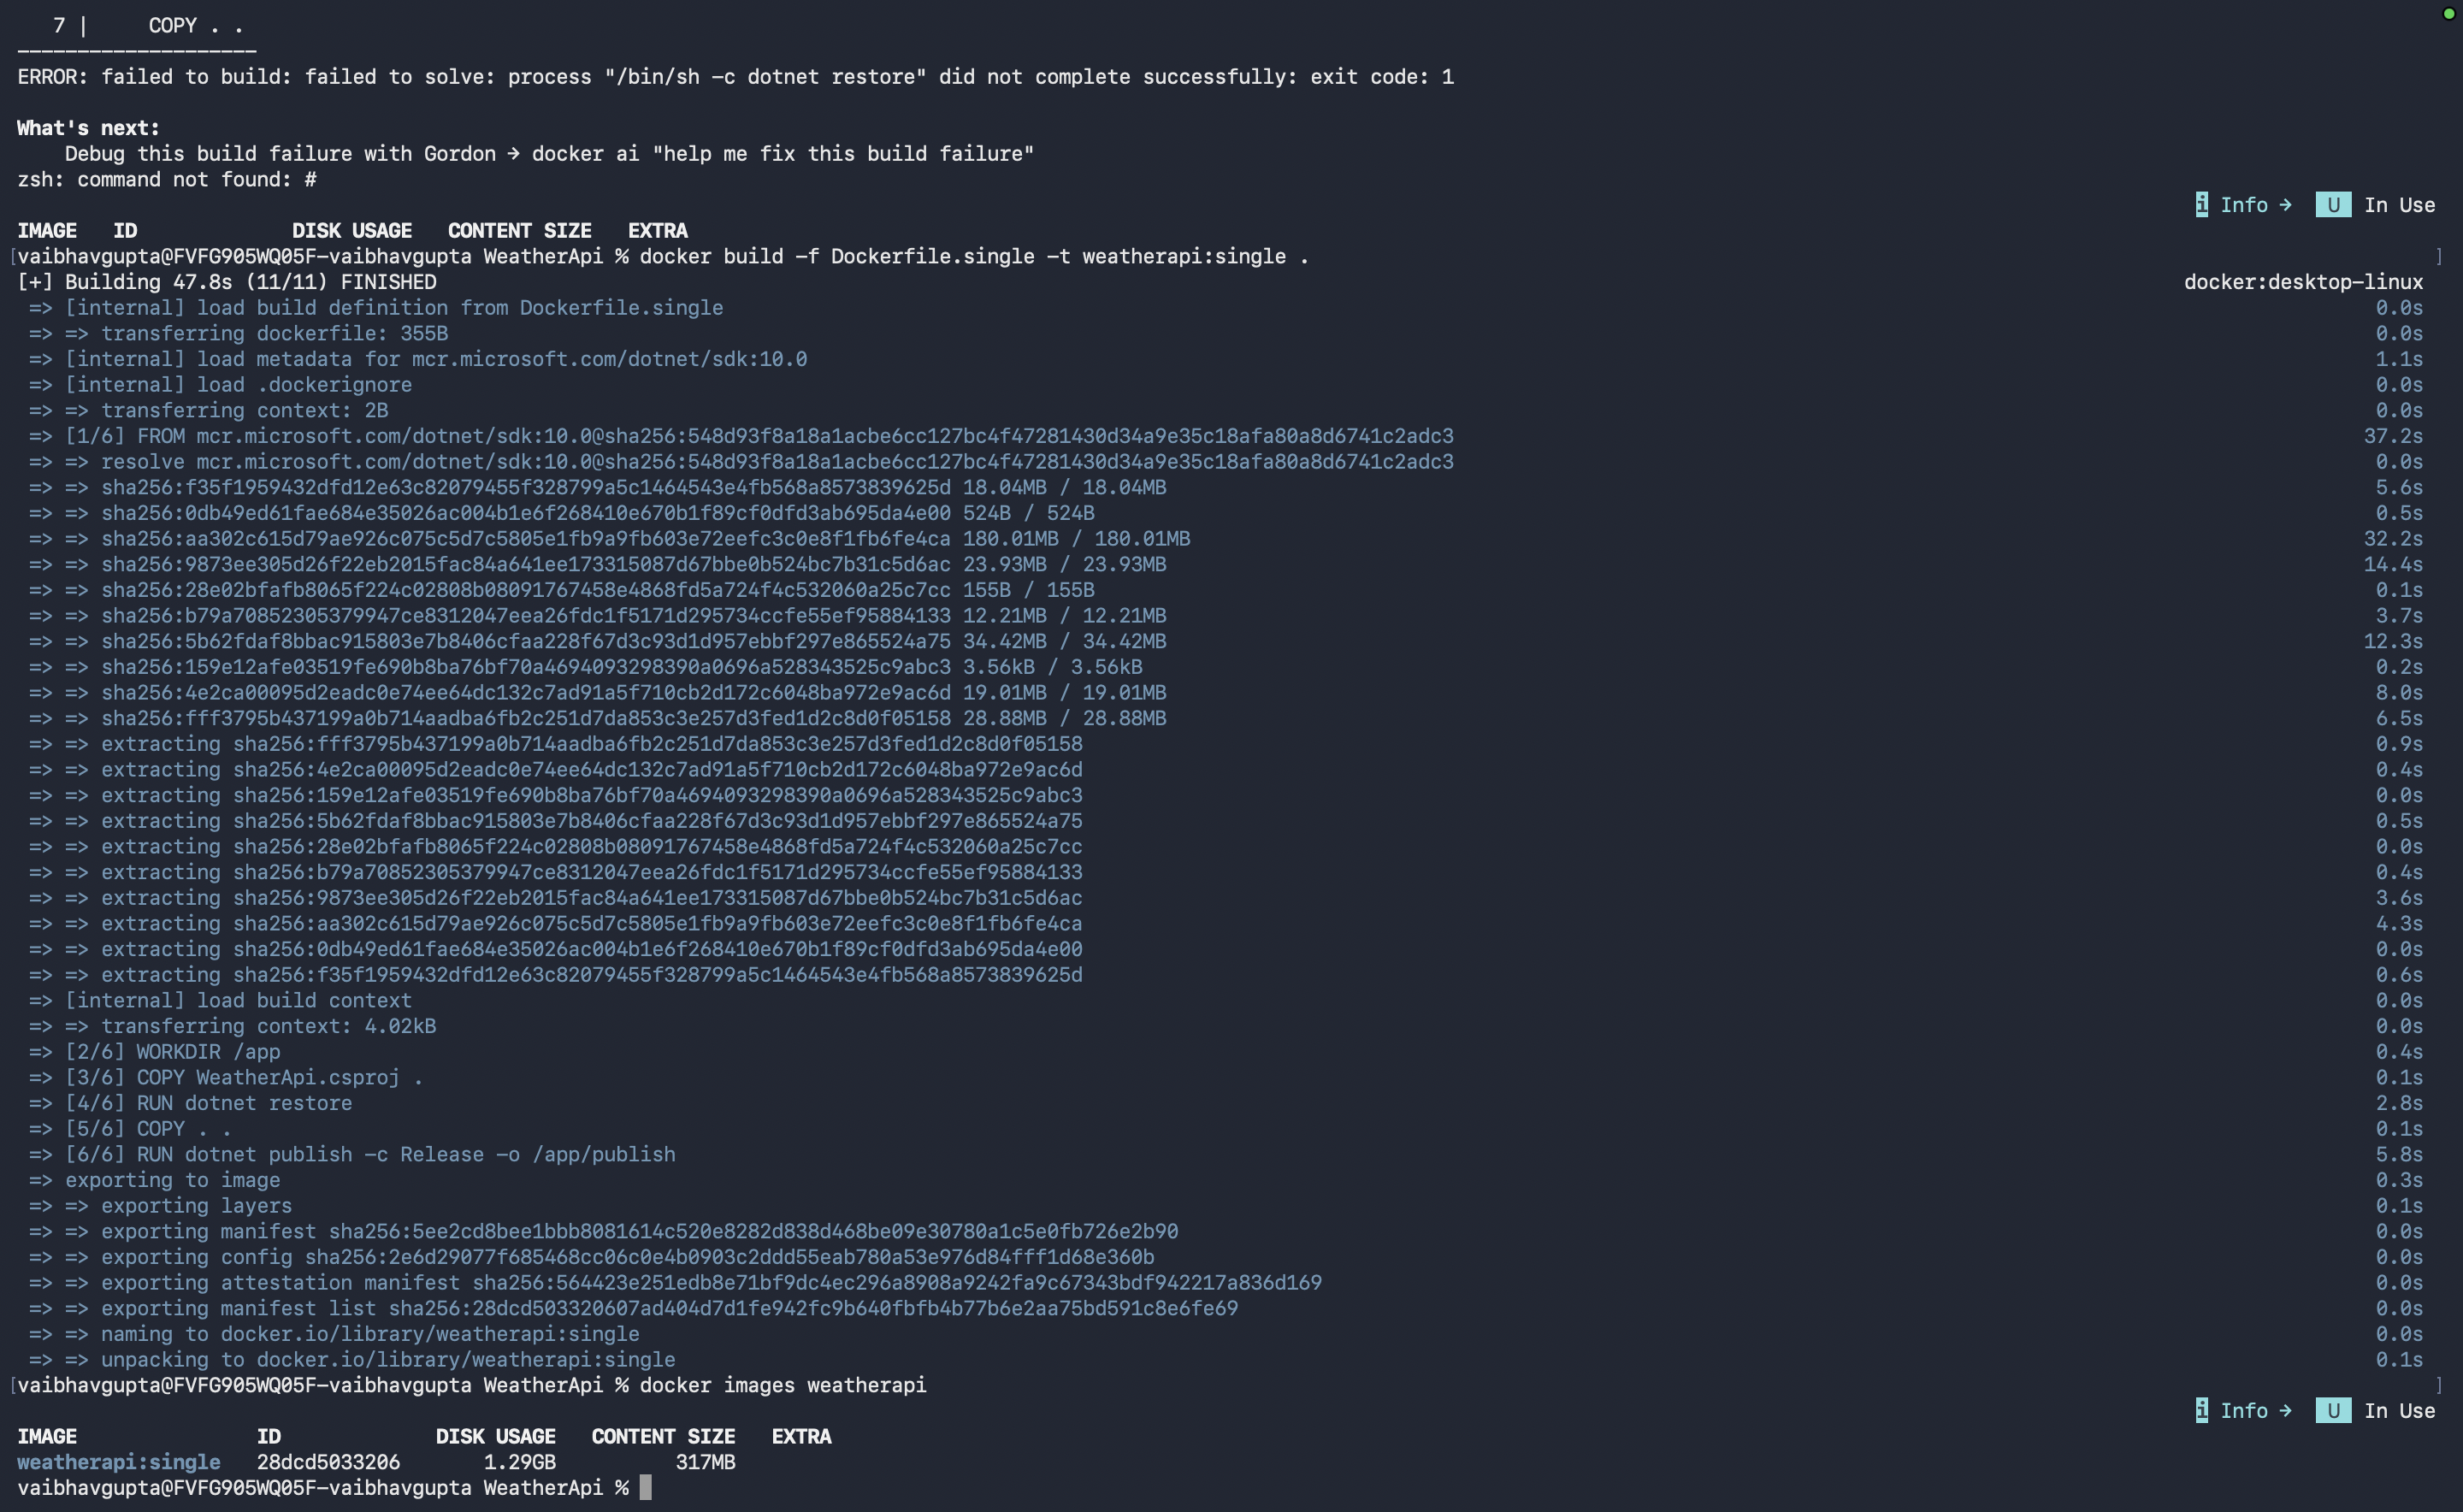 7 |     COPY . .
--------------------
ERROR: failed to build: failed to solve: process "/bin/sh -c dotnet restore" did not complete successfully: exit code: 1
What's next:
    Debug this build failure with Gordon → docker ai "help me fix this build failure"
zsh: command not found: #
i Info →   U  In Use
IMAGE   ID             DISK USAGE   CONTENT SIZE   EXTRA
[vaibhavgupta@FVFG905WQ05F-vaibhavgupta WeatherApi % docker build -f Dockerfile.single -t weatherapi:single . ]
[+] Building 47.8s (11/11) FINISHED docker:desktop-linux
=> [internal] load build definition from Dockerfile.single 0.0s
=> => transferring dockerfile: 355B 0.0s
=> [internal] load metadata for mcr.microsoft.com/dotnet/sdk:10.0 1.1s
=> [internal] load .dockerignore 0.0s
=> => transferring context: 2B 0.0s
=> [1/6] FROM mcr.microsoft.com/dotnet/sdk:10.0@sha256:548d93f8a18a1acbe6cc127bc4f47281430d34a9e35c18afa80a8d6741c2adc3 37.2s
=> => resolve mcr.microsoft.com/dotnet/sdk:10.0@sha256:548d93f8a18a1acbe6cc127bc4f47281430d34a9e35c18afa80a8d6741c2adc3 0.0s
=> => sha256:f35f1959432dfd12e63c82079455f328799a5c1464543e4fb568a8573839625d 18.04MB / 18.04MB 5.6s
=> => sha256:0db49ed61fae684e35026ac004b1e6f268410e670b1f89cf0dfd3ab695da4e00 524B / 524B 0.5s
=> => sha256:aa302c615d79ae926c075c5d7c5805e1fb9a9fb603e72eefc3c0e8f1fb6fe4ca 180.01MB / 180.01MB 32.2s
=> => sha256:9873ee305d26f22eb2015fac84a641ee173315087d67bbe0b524bc7b31c5d6ac 23.93MB / 23.93MB 14.4s
=> => sha256:28e02bfafb8065f224c02808b08091767458e4868fd5a724f4c532060a25c7cc 155B / 155B 0.1s
=> => sha256:b79a70852305379947ce8312047eea26fdc1f5171d295734ccfe55ef95884133 12.21MB / 12.21MB 3.7s
=> => sha256:5b62fdaf8bbac915803e7b8406cfaa228f67d3c93d1d957ebbf297e865524a75 34.42MB / 34.42MB 12.3s
=> => sha256:159e12afe03519fe690b8ba76bf70a4694093298390a0696a528343525c9abc3 3.56kB / 3.56kB 0.2s
=> => sha256:4e2ca00095d2eadc0e74ee64dc132c7ad91a5f710cb2d172c6048ba972e9ac6d 19.01MB / 19.01MB 8.0s
=> => sha256:fff3795b437199a0b714aadba6fb2c251d7da853c3e257d3fed1d2c8d0f05158 28.88MB / 28.88MB 6.5s
=> => extracting sha256:fff3795b437199a0b714aadba6fb2c251d7da853c3e257d3fed1d2c8d0f05158 0.9s
=> => extracting sha256:4e2ca00095d2eadc0e74ee64dc132c7ad91a5f710cb2d172c6048ba972e9ac6d 0.4s
=> => extracting sha256:159e12afe03519fe690b8ba76bf70a4694093298390a0696a528343525c9abc3 0.0s
=> => extracting sha256:5b62fdaf8bbac915803e7b8406cfaa228f67d3c93d1d957ebbf297e865524a75 0.5s
=> => extracting sha256:28e02bfafb8065f224c02808b08091767458e4868fd5a724f4c532060a25c7cc 0.0s
=> => extracting sha256:b79a70852305379947ce8312047eea26fdc1f5171d295734ccfe55ef95884133 0.4s
=> => extracting sha256:9873ee305d26f22eb2015fac84a641ee173315087d67bbe0b524bc7b31c5d6ac 3.6s
=> => extracting sha256:aa302c615d79ae926c075c5d7c5805e1fb9a9fb603e72eefc3c0e8f1fb6fe4ca 4.3s
=> => extracting sha256:0db49ed61fae684e35026ac004b1e6f268410e670b1f89cf0dfd3ab695da4e00 0.0s
=> => extracting sha256:f35f1959432dfd12e63c82079455f328799a5c1464543e4fb568a8573839625d 0.6s
=> [internal] load build context 0.0s
=> => transferring context: 4.02kB 0.0s
=> [2/6] WORKDIR /app 0.4s
=> [3/6] COPY WeatherApi.csproj . 0.1s
=> [4/6] RUN dotnet restore 2.8s
=> [5/6] COPY . . 0.1s
=> [6/6] RUN dotnet publish -c Release -o /app/publish 5.8s
=> exporting to image 0.3s
=> => exporting layers 0.1s
=> => exporting manifest sha256:5ee2cd8bee1bbb8081614c520e8282d838d468be09e30780a1c5e0fb726e2b90 0.0s
=> => exporting config sha256:2e6d29077f685468cc06c0e4b0903c2ddd55eab780a53e976d84fff1d68e360b 0.0s
=> => exporting attestation manifest sha256:564423e251edb8e71bf9dc4ec296a8908a9242fa9c67343bdf942217a836d169 0.0s
=> => exporting manifest list sha256:28dcd503320607ad404d7d1fe942fc9b640fbfb4b77b6e2aa75bd591c8e6fe69 0.0s
=> => naming to docker.io/library/weatherapi:single 0.0s
=> => unpacking to docker.io/library/weatherapi:single 0.1s
[vaibhavgupta@FVFG905WQ05F-vaibhavgupta WeatherApi % docker images weatherapi ]
i Info →   U  In Use
IMAGE               ID             DISK USAGE   CONTENT SIZE   EXTRA
weatherapi:single   28dcd5033206       1.29GB          317MB
vaibhavgupta@FVFG905WQ05F-vaibhavgupta WeatherApi %